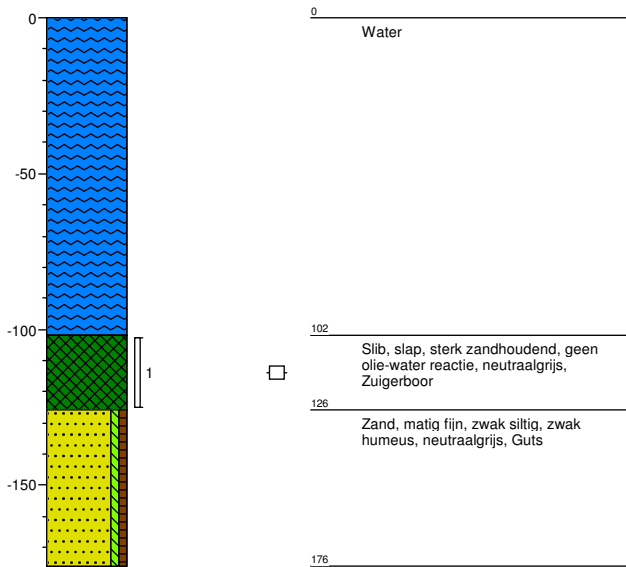 0
-50
-100
-150
1
0
Water
102
Slib, slap, sterk zandhoudend, geen
olie-water reactie, neutraalgrijs,
Zuigerboor
126
Zand, matig fijn, zwak siltig, zwak
humeus, neutraalgrijs, Guts
176